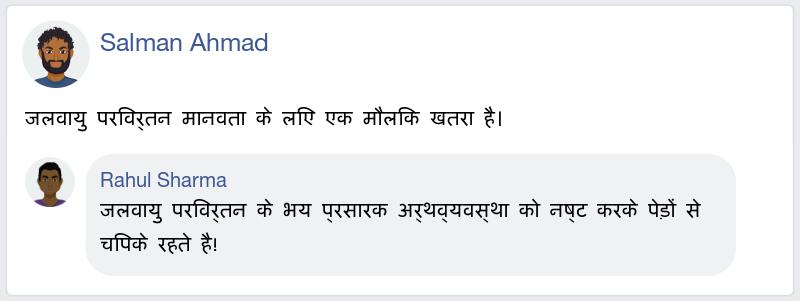 Salman Ahmad
जलवायु परिवर्तन मानवता के लिए एक मौलिक खतरा है।
Rahul Sharma
जलवायु परिवर्तन के भय प्रसारक अर्थव्यवस्था को नष्ट करके पेड़ों से
चिपके रहते है!